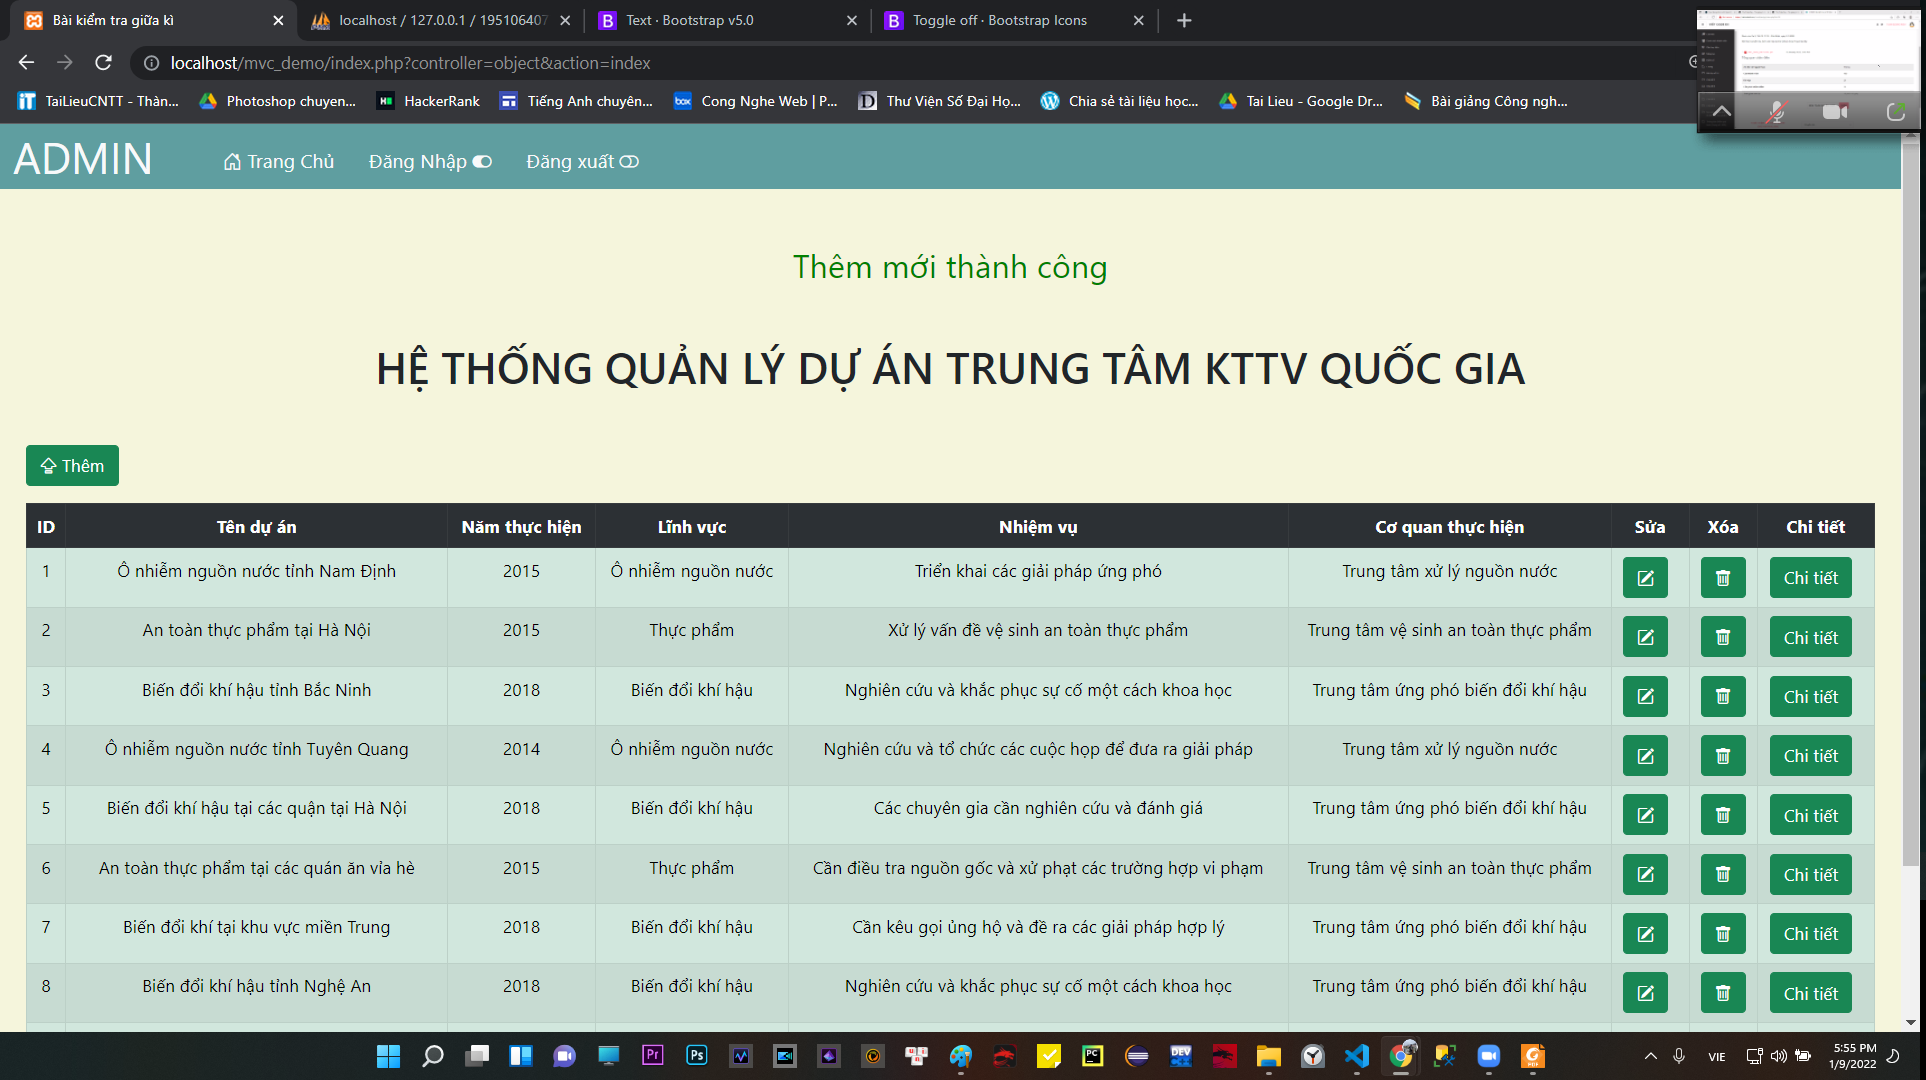 Bài kiểm tra giữa kì
localhost / 127.0.0.1 / 195106407
Text · Bootstrap v5.0
Toggle off · Bootstrap Icons
localhost/mvc_demo/index.php?controller=object&action=index
TaiLieuCNTT - Thàn...
Photoshop chuyen...
HackerRank
Tiếng Anh chuyên...
Cong Nghe Web | P...
Thư Viện Số Đại Họ...
Chia sẻ tài liệu học...
Tai Lieu - Google Dr...
Bài giảng Công ngh...
ADMIN
Trang Chủ
Đăng Nhập
Đăng xuất
Thêm mới thành công
HỆ THỐNG QUẢN LÝ DỰ ÁN TRUNG TÂM KTTV QUỐC GIA
Thêm
ID Tên dự án Năm thực hiện Lĩnh vực Nhiệm vụ Cơ quan thực hiện Sửa Xóa Chi tiết
1 Ô nhiễm nguồn nước tỉnh Nam Định 2015 Ô nhiễm nguồn nước Triển khai các giải pháp ứng phó Trung tâm xử lý nguồn nước Chi tiết
2 An toàn thực phẩm tại Hà Nội 2015 Thực phẩm Xử lý vấn đề vệ sinh an toàn thực phẩm Trung tâm vệ sinh an toàn thực phẩm Chi tiết
3 Biến đổi khí hậu tỉnh Bắc Ninh 2018 Biến đổi khí hậu Nghiên cứu và khắc phục sự cố một cách khoa học Trung tâm ứng phó biến đổi khí hậu Chi tiết
4 Ô nhiễm nguồn nước tỉnh Tuyên Quang 2014 Ô nhiễm nguồn nước Nghiên cứu và tổ chức các cuộc họp để đưa ra giải pháp Trung tâm xử lý nguồn nước Chi tiết
5 Biến đổi khí hậu tại các quận tại Hà Nội 2018 Biến đổi khí hậu Các chuyên gia cần nghiên cứu và đánh giá Trung tâm ứng phó biến đổi khí hậu Chi tiết
6 An toàn thực phẩm tại các quán ăn vỉa hè 2015 Thực phẩm Cần điều tra nguồn gốc và xử phạt các trường hợp vi phạm Trung tâm vệ sinh an toàn thực phẩm Chi tiết
7 Biến đổi khí tại khu vực miền Trung 2018 Biến đổi khí hậu Cần kêu gọi ủng hộ và đề ra các giải pháp hợp lý Trung tâm ứng phó biến đổi khí hậu Chi tiết
8 Biến đổi khí hậu tỉnh Nghệ An 2018 Biến đổi khí hậu Nghiên cứu và khắc phục sự cố một cách khoa học Trung tâm ứng phó biến đổi khí hậu Chi tiết
VIE
5:55 PM
1/9/2022